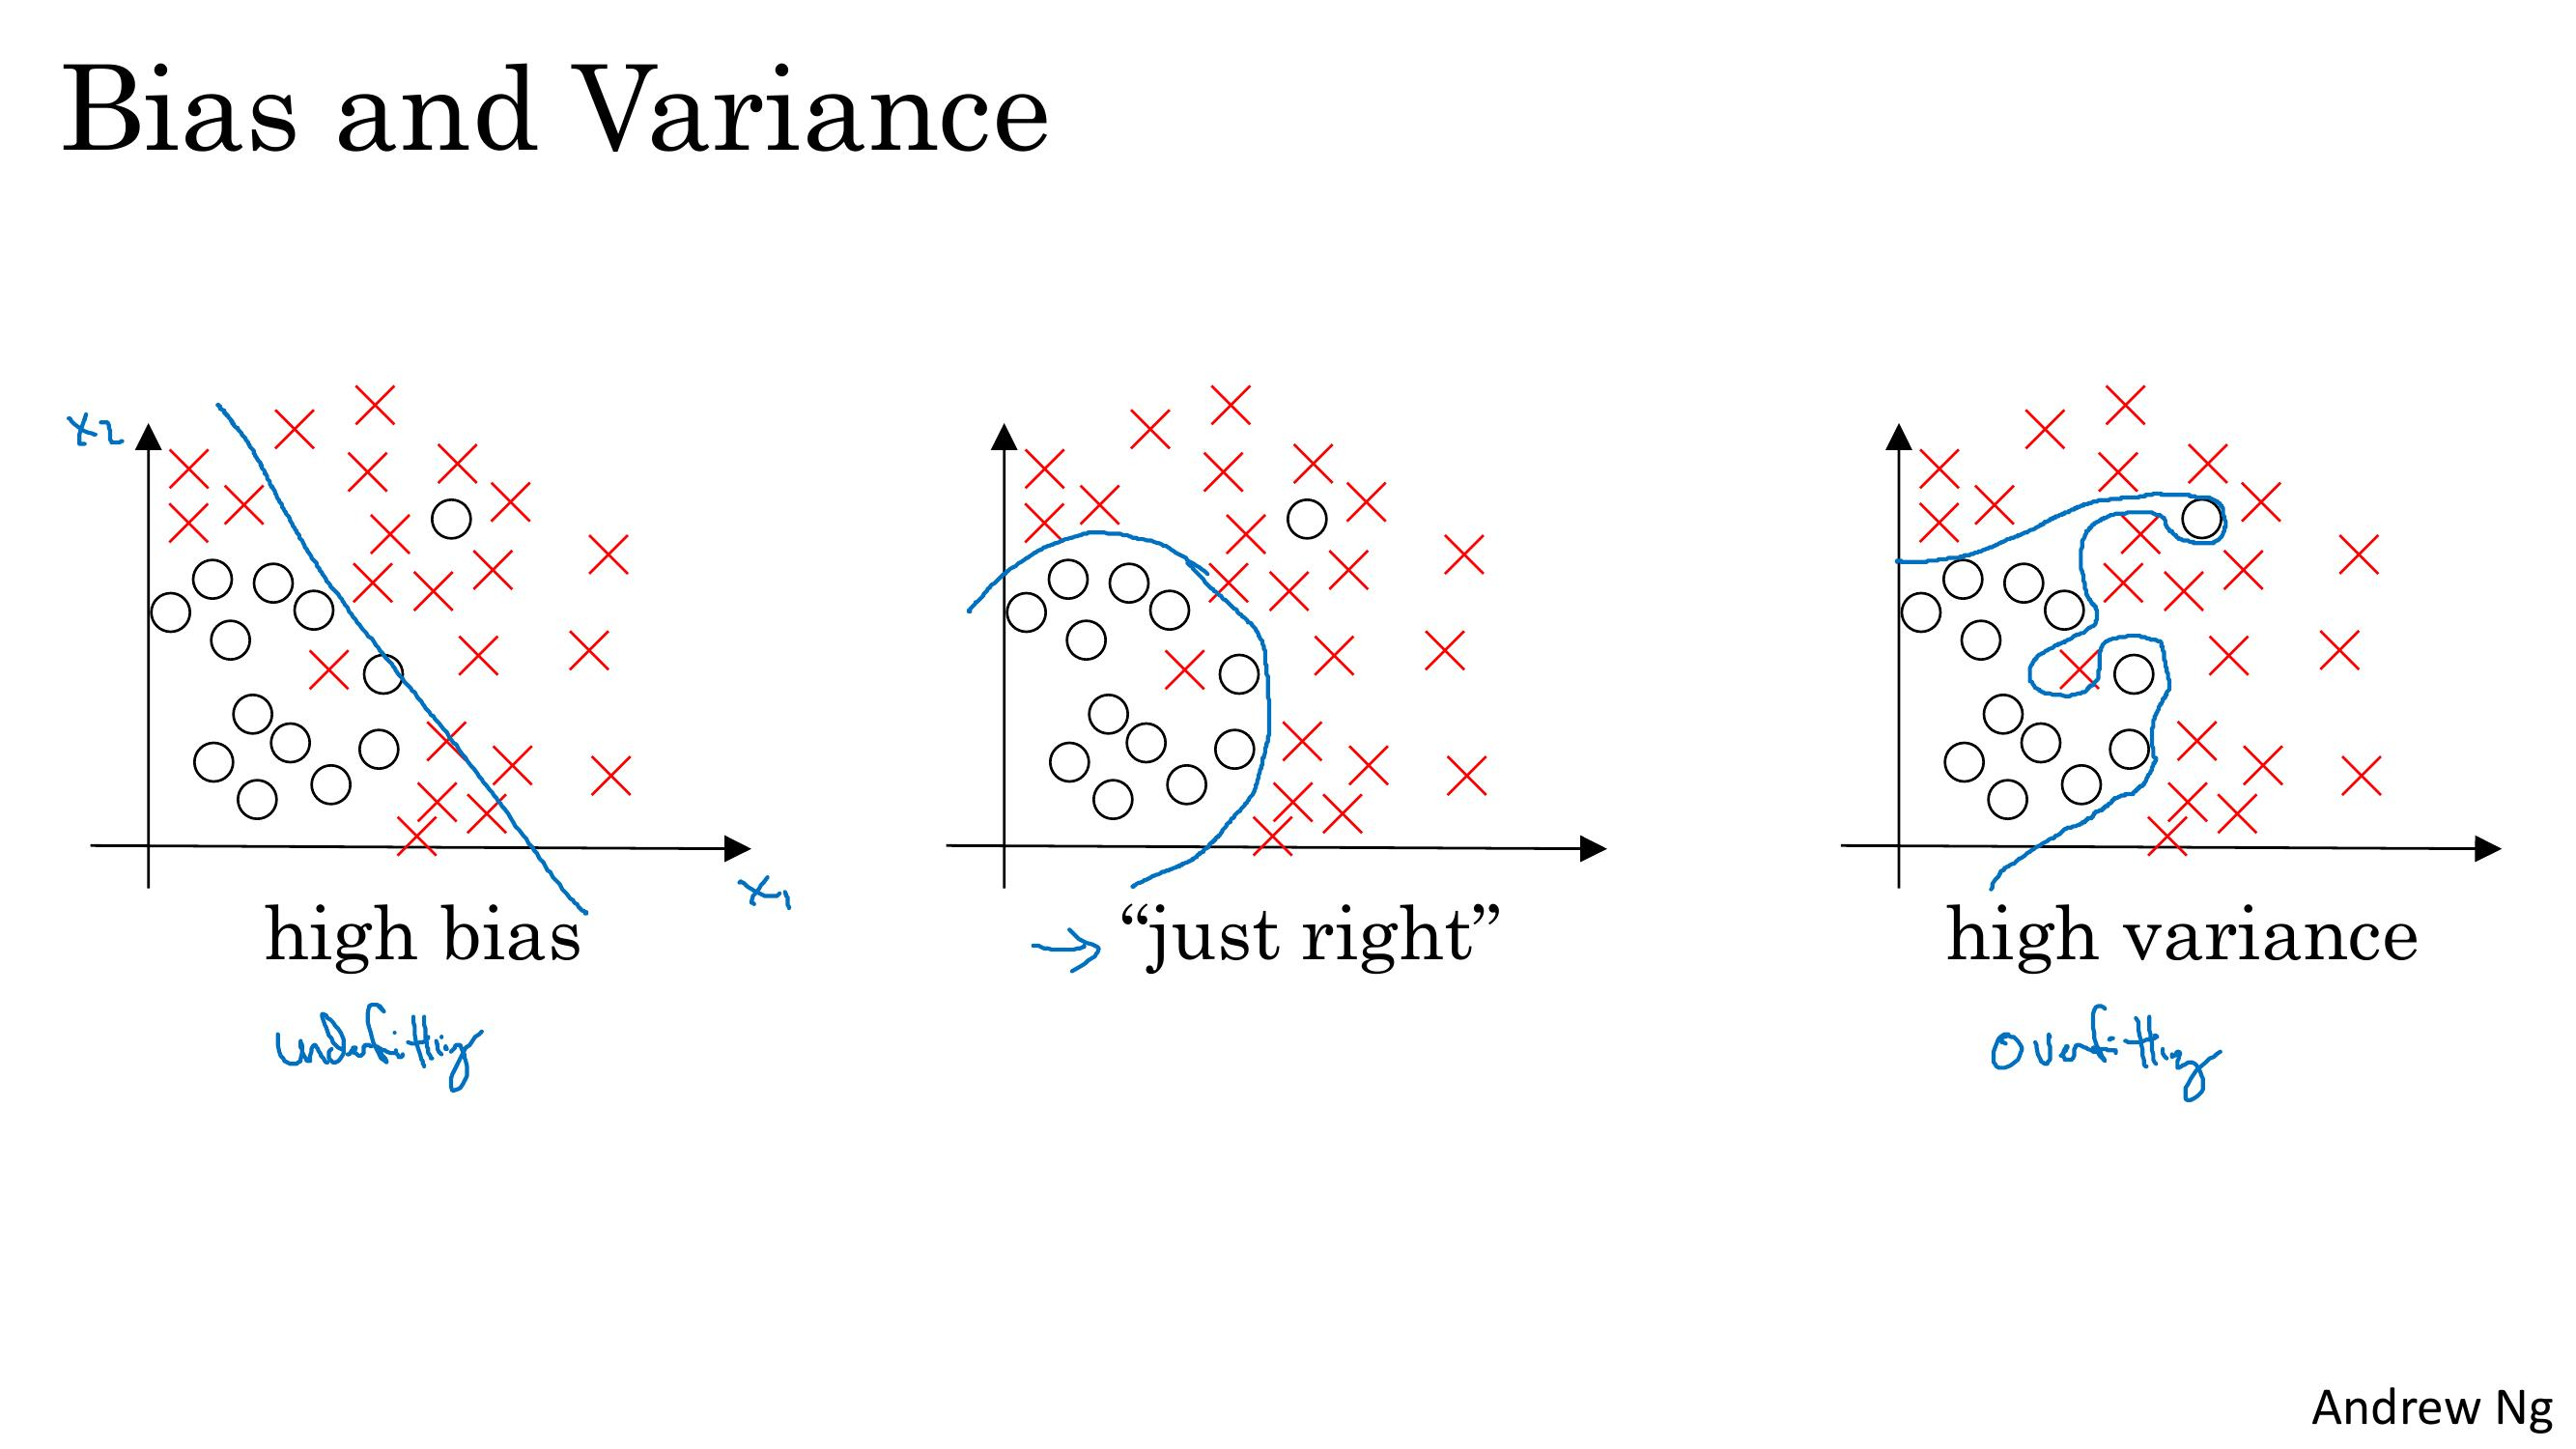 Bias and Variance
x2
x1
high bias
underfitting
→ “just right”
high variance
overfitting
Andrew Ng